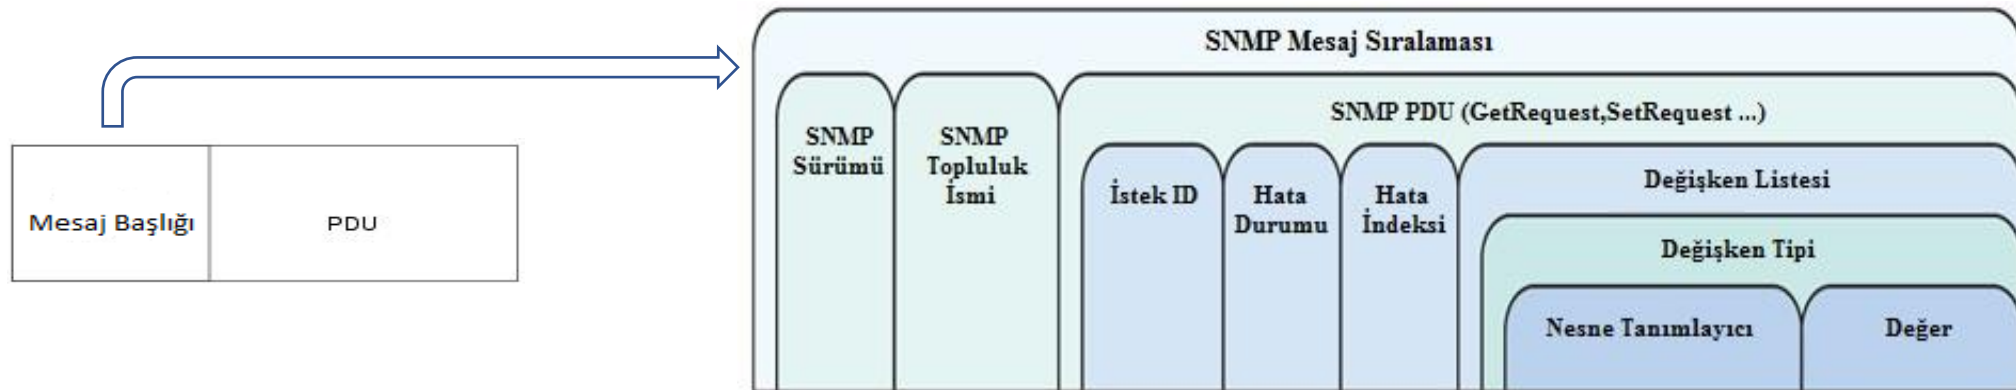 Mesaj Başlığı
PDU
SNMP Mesaj Sıralaması
SNMP
Sürümü
SNMP
Topluluk
İsmi
SNMP PDU (GetRequest,SetRequest ...)
İstek ID
Hata
Durumu
Hata
İndeksi
Değişken Listesi
Değişken Tipi
Nesne Tanımlayıcı
Değer